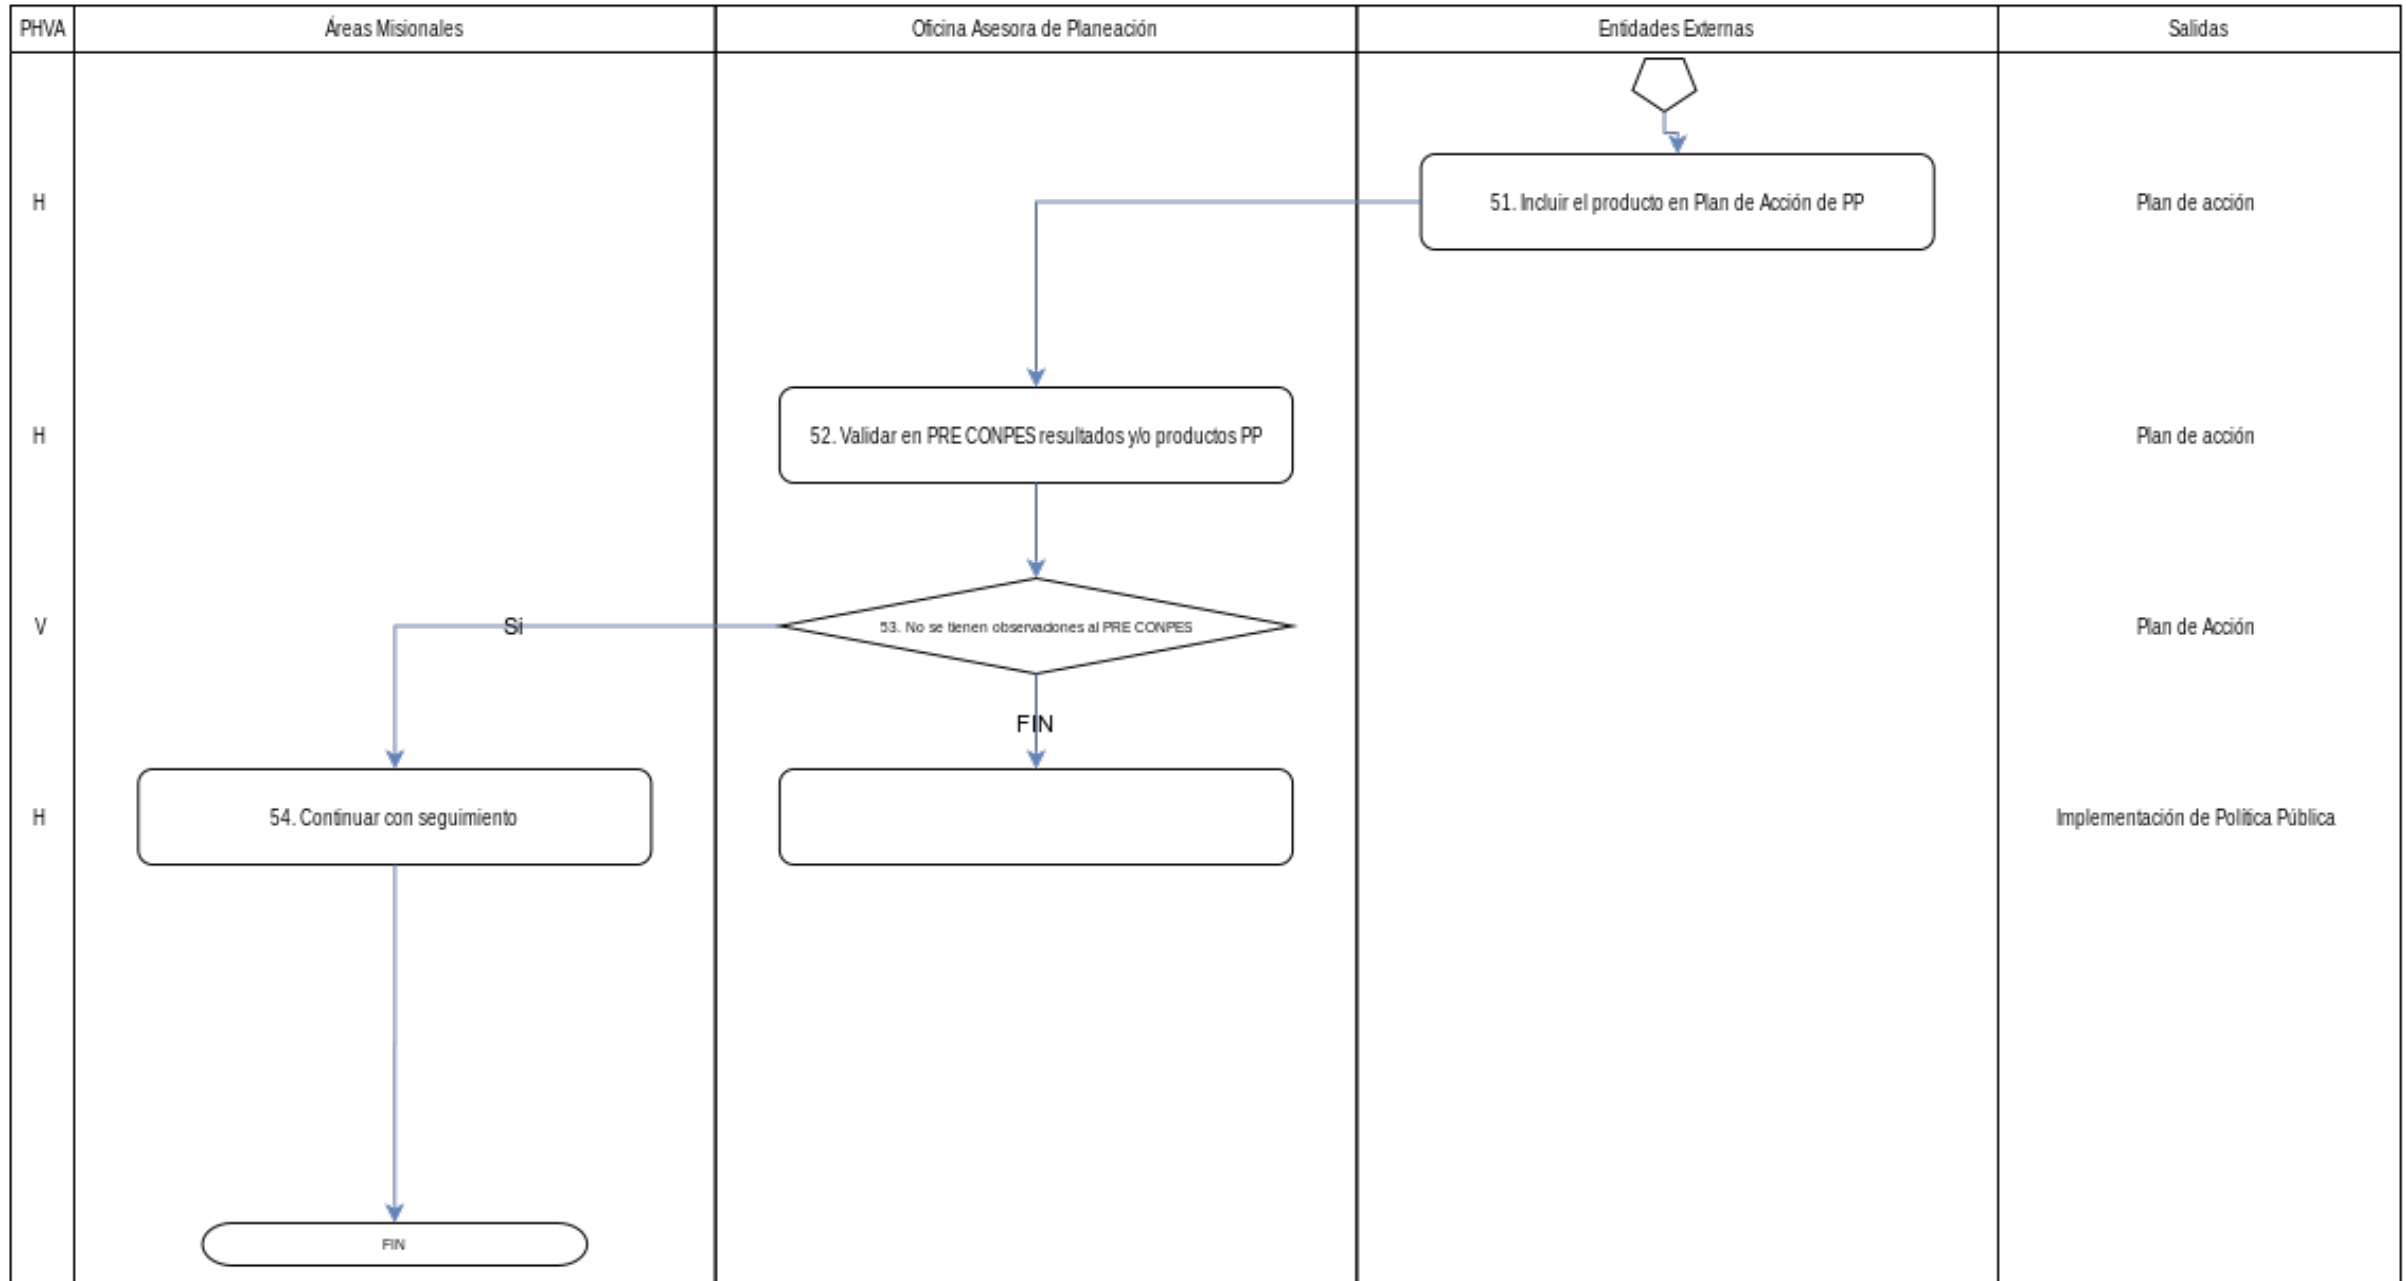 PHVA
Áreas Misionales
Oficina Asesora de Planeación
Entidades Externas
Salidas
H
51. Incluir el producto en Plan de Acción de PP
Plan de acción
H
52. Validar en PRE CONPES resultados y/o productos PP
Plan de acción
V
Si
53. No se tienen observaciones al PRE CONPES
Plan de Acción
FIN
H
54. Continuar con seguimiento
Implementación de Política Pública
FIN